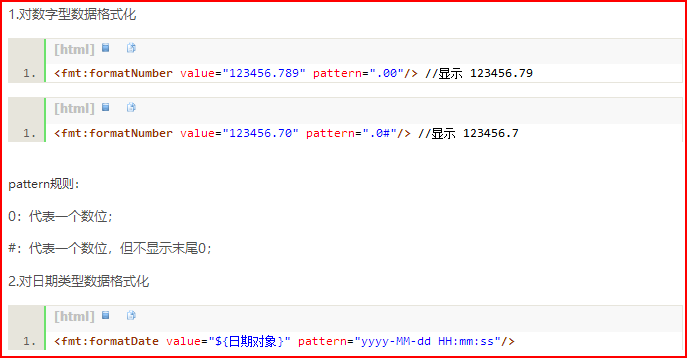 1.对数字型数据格式化
[html]
1. <fmt:formatNumber value="123456.789" pattern=".00"/> //显示 123456.79
[html]
1. <fmt:formatNumber value="123456.70" pattern=".0#"/> //显示 123456.7
pattern规则：
0：代表一个数位；
#：代表一个数位，但不显示末尾0；
2.对日期类型数据格式化
[html]
1. <fmt:formatDate value="${日期对象}" pattern="yyyy-MM-dd HH:mm:ss"/>